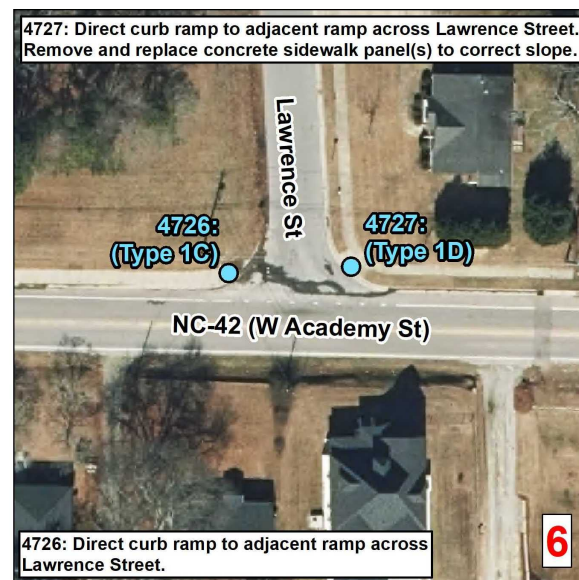 4727: Direct curb ramp to adjacent ramp across Lawrence Street.
Remove and replace concrete sidewalk panel(s) to correct slope.
Lawrence St
4726:
(Type 1C)
4727:
(Type 1D)
NC-42 (W Academy St)
4726: Direct curb ramp to adjacent ramp across
Lawrence Street.
6